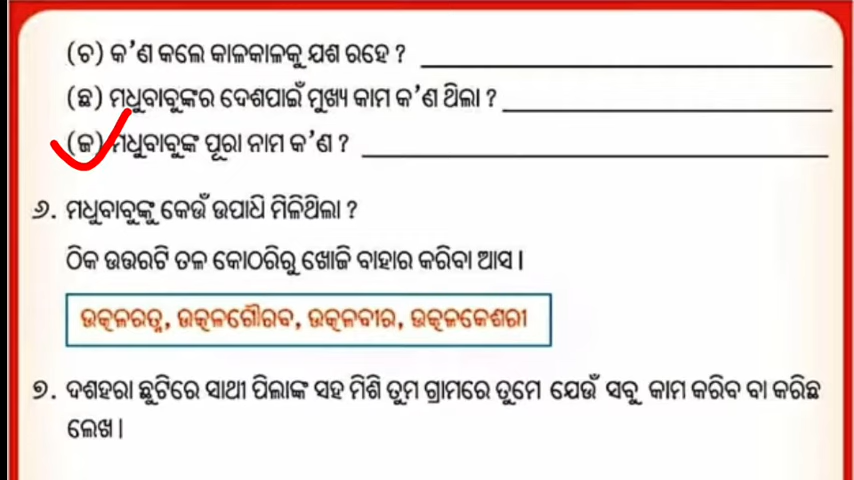 (ଚ) କ'ଣ କଲେ କାଳକାଳକୁ ଯଶ ରହେ ?
(ଛ) ମଧୁବାବୁଙ୍କର ଦେଶପାଇଁ ମୁଖ୍ୟ କାମ କ'ଣ ଥିଲା ?
(ଜ) ମଧୁବାବୁଙ୍କ ପୂରା ନାମ କ'ଣ ?
୬. ମଧୁବାବୁଙ୍କୁ କେଉଁ ଉପାଧି ମିଳିଥିଲା ?
ଠିକ ଉତ୍ତରଟି ତଳ କୋଠରିରୁ ଖୋଜି ବାହାର କରିବା ଆସ ।
ଉତ୍କଳରତ୍ନ, ଉତ୍କଳଗୌରବ, ଉତ୍କଳବୀର, ଉତ୍କଳକେଶରୀ
୭. ଦଶହରା ଛୁଟିରେ ସାଥୀ ପିଲାଙ୍କ ସହ ମିଶି ତୁମ ଗ୍ରାମରେ ତୁମେ ଯେଉଁ ସବୁ କାମ କରିବ ବା କରିଛ
ଲେଖ ।